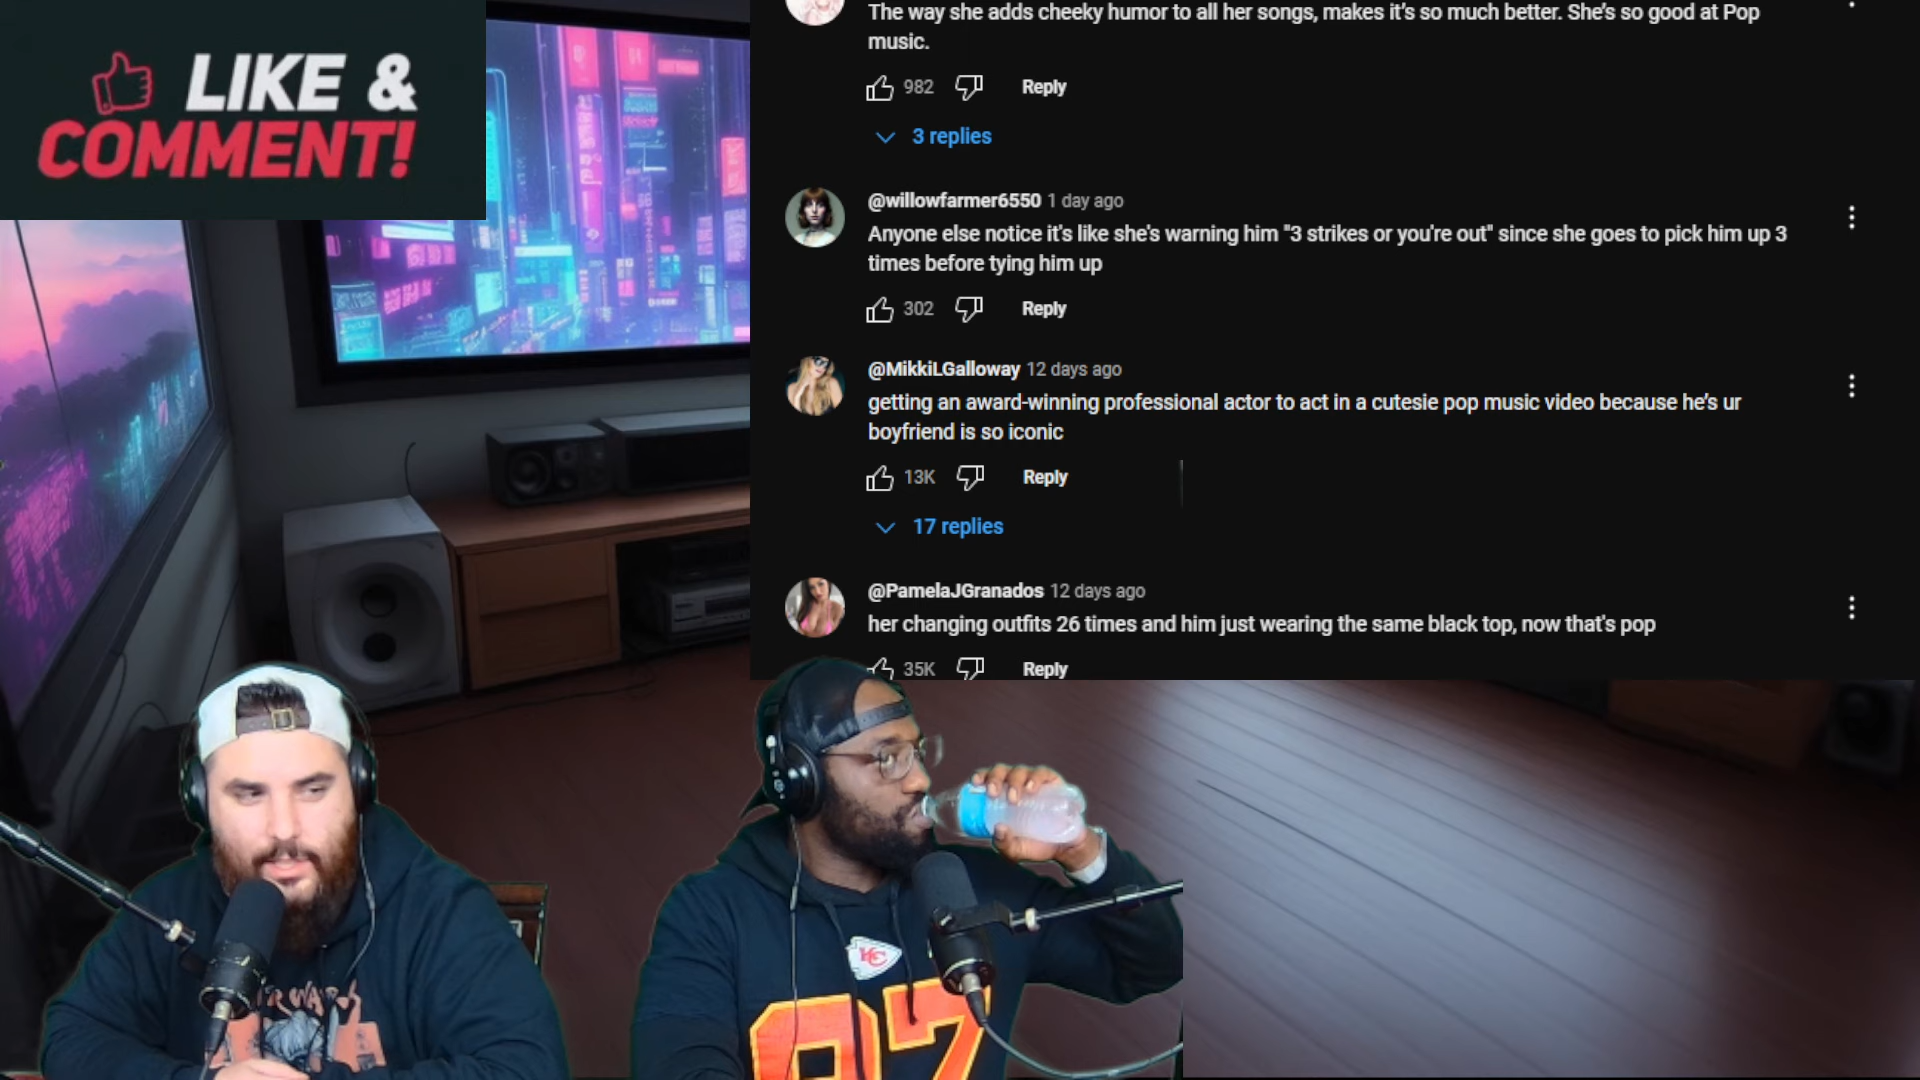 LIKE &
COMMENT!
The way she adds cheeky humor to all her songs, makes it's so much better. She's so good at Pop
music.
982 Reply
3 replies
@willowfarmer6550 1 day ago
Anyone else notice it's like she's warning him "3 strikes or you're out" since she goes to pick him up 3
times before tying him up
302 Reply
@MikkiLGalloway 12 days ago
getting an award-winning professional actor to act in a cutesie pop music video because he's ur
boyfriend is so iconic
13K Reply
17 replies
@PamelaJGranados 12 days ago
her changing outfits 26 times and him just wearing the same black top, now that's pop
35K Reply
KC
87